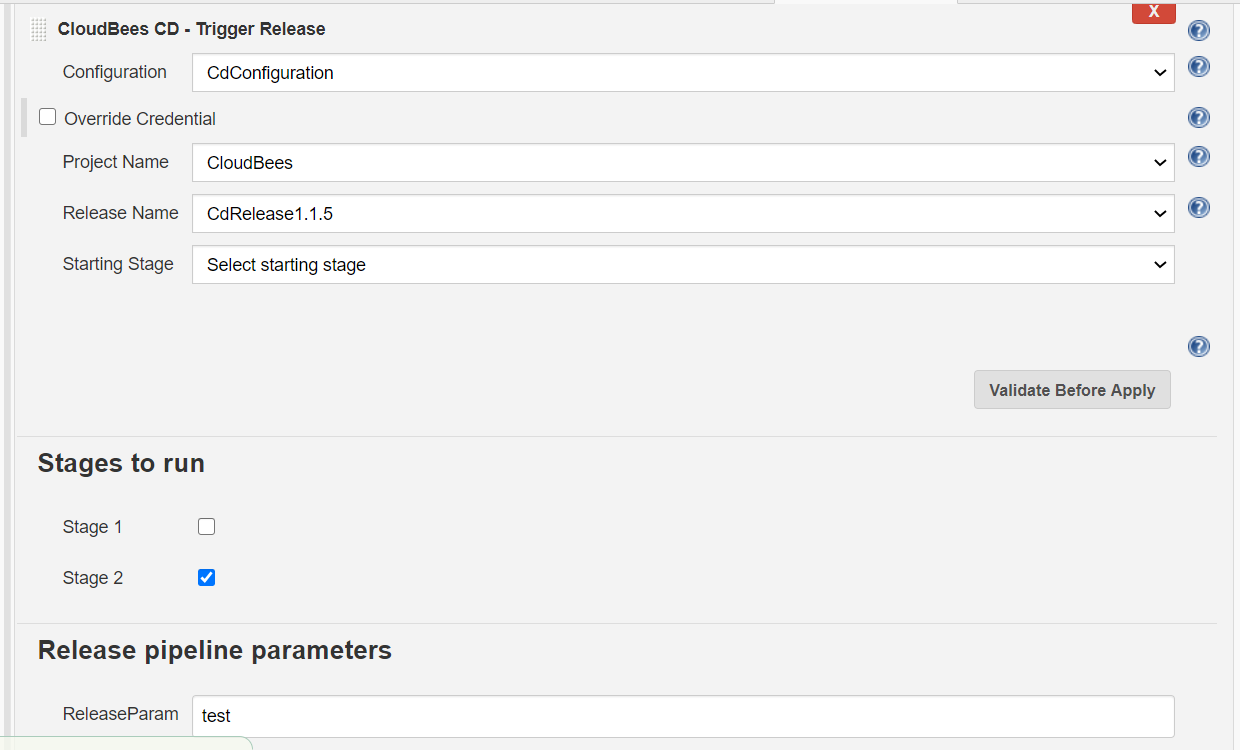 X
CloudBees CD - Trigger Release
?
Configuration CdConfiguration ?
Override Credential ?
Project Name CloudBees ?
Release Name CdRelease1.1.5 ?
Starting Stage Select starting stage
?
Validate Before Apply
Stages to run
Stage 1
Stage 2
Release pipeline parameters
ReleaseParam test